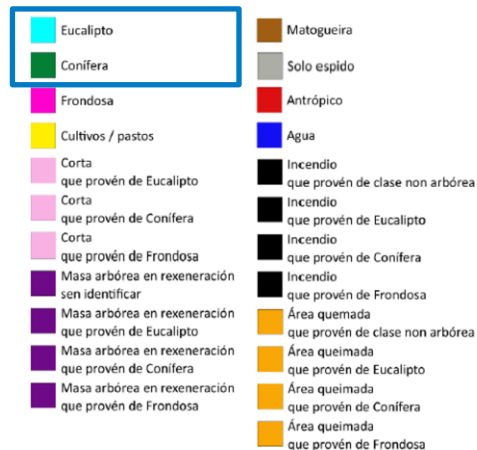 Eucalipto
Conífera
Frondosa
Cultivos / pastos
Corta
que provén de Eucalipto
Corta
que provén de Conífera
Corta
que provén de Frondosa
Masa arbórea en rexeneración
sen identificar
Masa arbórea en rexeneración
que provén de Eucalipto
Masa arbórea en rexeneración
que provén de Conífera
Masa arbórea en rexeneración
que provén de Frondosa
Matogueira
Solo espido
Antrópico
Agua
Incendio
que provén de clase non arbórea
Incendio
que provén de Eucalipto
Incendio
que provén de Conífera
Incendio
que provén de Frondosa
Área quemada
que provén de clase non arbórea
Área queimada
que provén de Eucalipto
Área queimada
que provén de Conífera
Área queimada
que provén de Frondosa